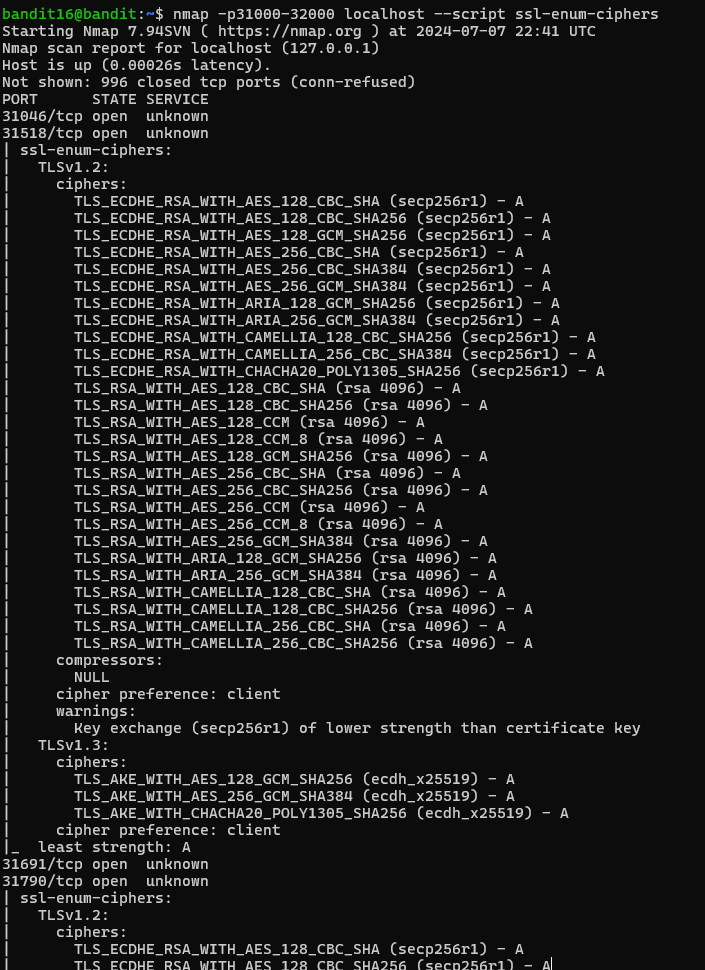 bandit16@bandit:~$ nmap -p31000-32000 localhost --script ssl-enum-ciphers
Starting Nmap 7.94SVN ( https://nmap.org ) at 2024-07-07 22:41 UTC
Nmap scan report for localhost (127.0.0.1)
Host is up (0.00026s latency).
Not shown: 996 closed tcp ports (conn-refused)
PORT      STATE SERVICE
31046/tcp open  unknown
31518/tcp open  unknown
| ssl-enum-ciphers:
|   TLSv1.2:
|     ciphers:
|       TLS_ECDHE_RSA_WITH_AES_128_CBC_SHA (secp256r1) - A
|       TLS_ECDHE_RSA_WITH_AES_128_CBC_SHA256 (secp256r1) - A
|       TLS_ECDHE_RSA_WITH_AES_128_GCM_SHA256 (secp256r1) - A
|       TLS_ECDHE_RSA_WITH_AES_256_CBC_SHA (secp256r1) - A
|       TLS_ECDHE_RSA_WITH_AES_256_CBC_SHA384 (secp256r1) - A
|       TLS_ECDHE_RSA_WITH_AES_256_GCM_SHA384 (secp256r1) - A
|       TLS_ECDHE_RSA_WITH_ARIA_128_GCM_SHA256 (secp256r1) - A
|       TLS_ECDHE_RSA_WITH_ARIA_256_GCM_SHA384 (secp256r1) - A
|       TLS_ECDHE_RSA_WITH_CAMELLIA_128_CBC_SHA256 (secp256r1) - A
|       TLS_ECDHE_RSA_WITH_CAMELLIA_256_CBC_SHA384 (secp256r1) - A
|       TLS_ECDHE_RSA_WITH_CHACHA20_POLY1305_SHA256 (secp256r1) - A
|       TLS_RSA_WITH_AES_128_CBC_SHA (rsa 4096) - A
|       TLS_RSA_WITH_AES_128_CBC_SHA256 (rsa 4096) - A
|       TLS_RSA_WITH_AES_128_CCM (rsa 4096) - A
|       TLS_RSA_WITH_AES_128_CCM_8 (rsa 4096) - A
|       TLS_RSA_WITH_AES_128_GCM_SHA256 (rsa 4096) - A
|       TLS_RSA_WITH_AES_256_CBC_SHA (rsa 4096) - A
|       TLS_RSA_WITH_AES_256_CBC_SHA256 (rsa 4096) - A
|       TLS_RSA_WITH_AES_256_CCM (rsa 4096) - A
|       TLS_RSA_WITH_AES_256_CCM_8 (rsa 4096) - A
|       TLS_RSA_WITH_AES_256_GCM_SHA384 (rsa 4096) - A
|       TLS_RSA_WITH_ARIA_128_GCM_SHA256 (rsa 4096) - A
|       TLS_RSA_WITH_ARIA_256_GCM_SHA384 (rsa 4096) - A
|       TLS_RSA_WITH_CAMELLIA_128_CBC_SHA (rsa 4096) - A
|       TLS_RSA_WITH_CAMELLIA_128_CBC_SHA256 (rsa 4096) - A
|       TLS_RSA_WITH_CAMELLIA_256_CBC_SHA (rsa 4096) - A
|       TLS_RSA_WITH_CAMELLIA_256_CBC_SHA256 (rsa 4096) - A
|     compressors:
|       NULL
|     cipher preference: client
|     warnings:
|       Key exchange (secp256r1) of lower strength than certificate key
|   TLSv1.3:
|     ciphers:
|       TLS_AKE_WITH_AES_128_GCM_SHA256 (ecdh_x25519) - A
|       TLS_AKE_WITH_AES_256_GCM_SHA384 (ecdh_x25519) - A
|       TLS_AKE_WITH_CHACHA20_POLY1305_SHA256 (ecdh_x25519) - A
|     cipher preference: client
|_  least strength: A
31691/tcp open  unknown
31790/tcp open  unknown
| ssl-enum-ciphers:
|   TLSv1.2:
|     ciphers:
|       TLS_ECDHE_RSA_WITH_AES_128_CBC_SHA (secp256r1) - A
|       TLS_ECDHE_RSA_WITH_AES_128_CBC_SHA256 (secp256r1) - A